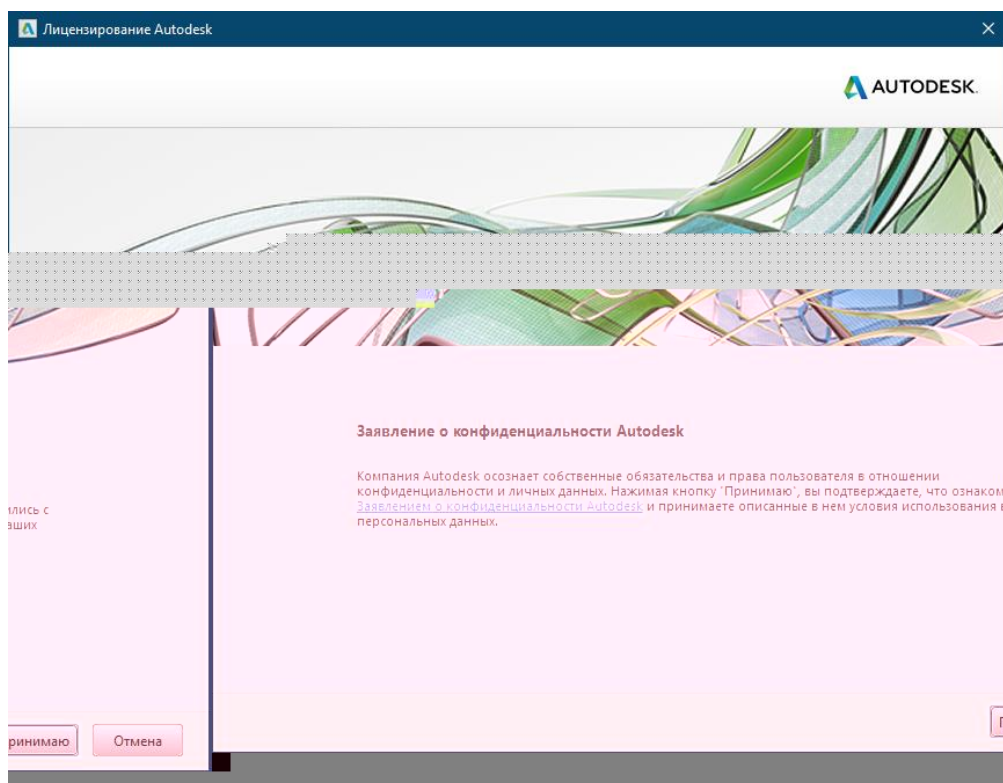 Лицензирование Autodesk
AUTODESK.
Заявление о конфиденциальности Autodesk
Компания Autodesk осознает собственные обязательства и права пользователя в отношении
конфиденциальности и личных данных. Нажимая кнопку 'Принимаю', вы подтверждаете, что ознаком
Заявлением о конфиденциальности Autodesk и принимаете описанные в нем условия использования в
персональных данных.
ились с
аших
ринимаю
Отмена